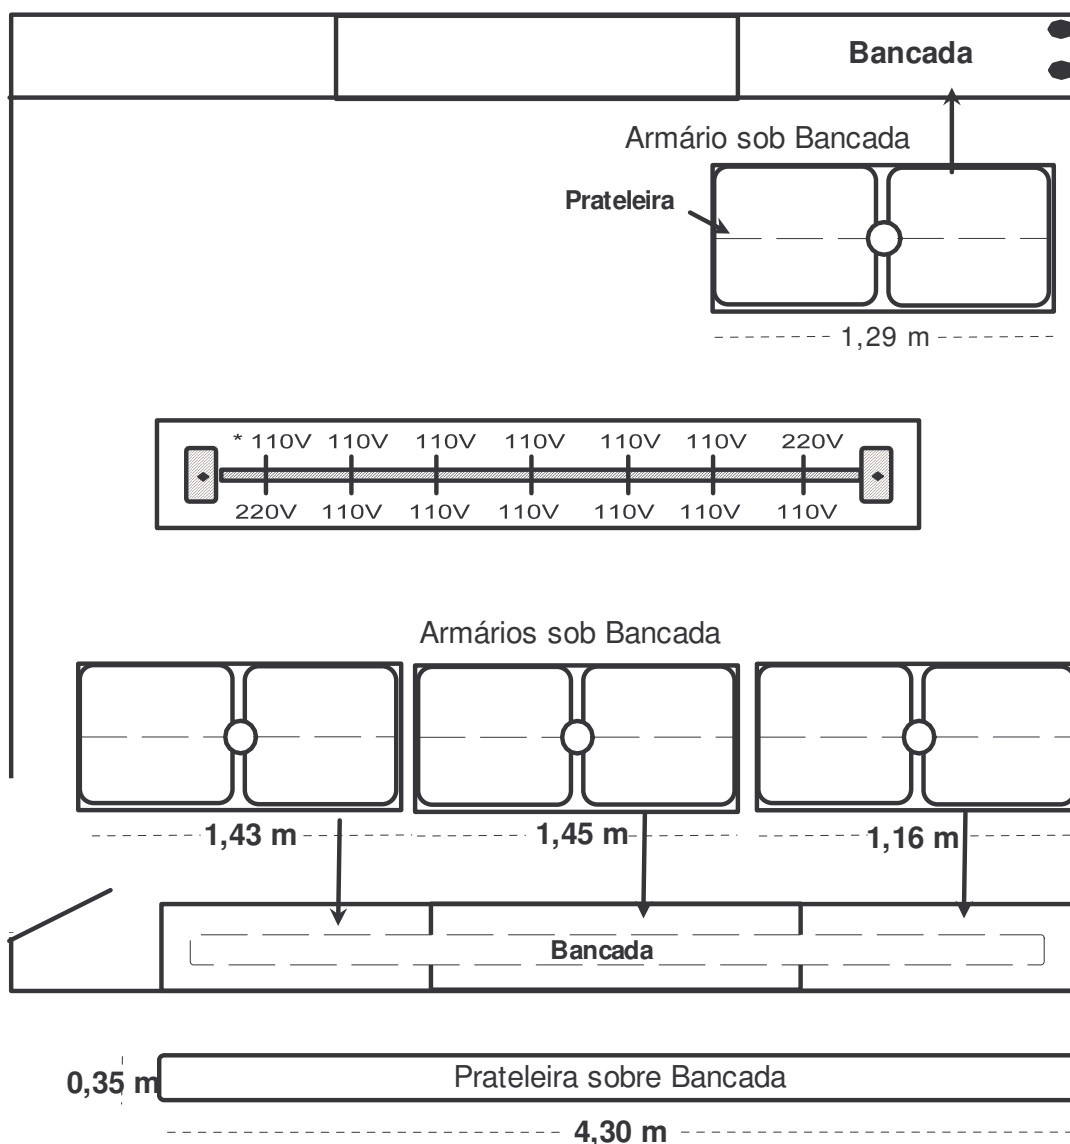 Bancada
Armário sob Bancada
Prateleira
1,29 m
* 110V 110V 110V 110V 110V 110V 220V
220V 110V 110V 110V 110V 110V 110V
Armários sob Bancada
1,43 m 1,45 m 1,16 m
Bancada
0,35 m Prateleira sobre Bancada
4,30 m